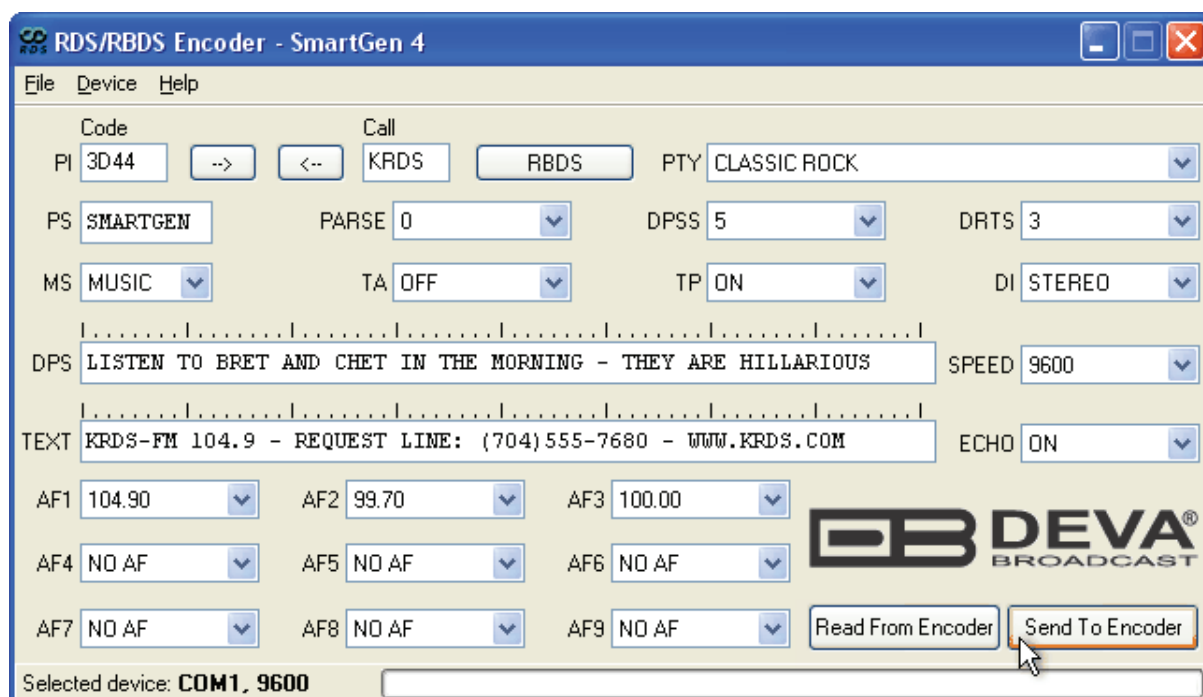 RDS RDS/RBDS Encoder - SmartGen 4
File Device Help
Code Call
PI 3D44 --> <-- KRDS RBDS PTY CLASSIC ROCK
PS SMARTGEN PARSE 0 DPSS 5 DRTS 3
MS MUSIC TA OFF TP ON DI STEREO
DPS LISTEN TO BRET AND CHET IN THE MORNING - THEY ARE HILLARIOUS SPEED 9600
TEXT KRDS-FM 104.9 - REQUEST LINE: (704)555-7680 - WWW.KRDS.COM ECHO ON
AF1 104.90 AF2 99.70 AF3 100.00
DB DEVA®
BROADCAST
AF4 NO AF AF5 NO AF AF6 NO AF
AF7 NO AF AF8 NO AF AF9 NO AF Read From Encoder Send To Encoder
Selected device: COM1, 9600